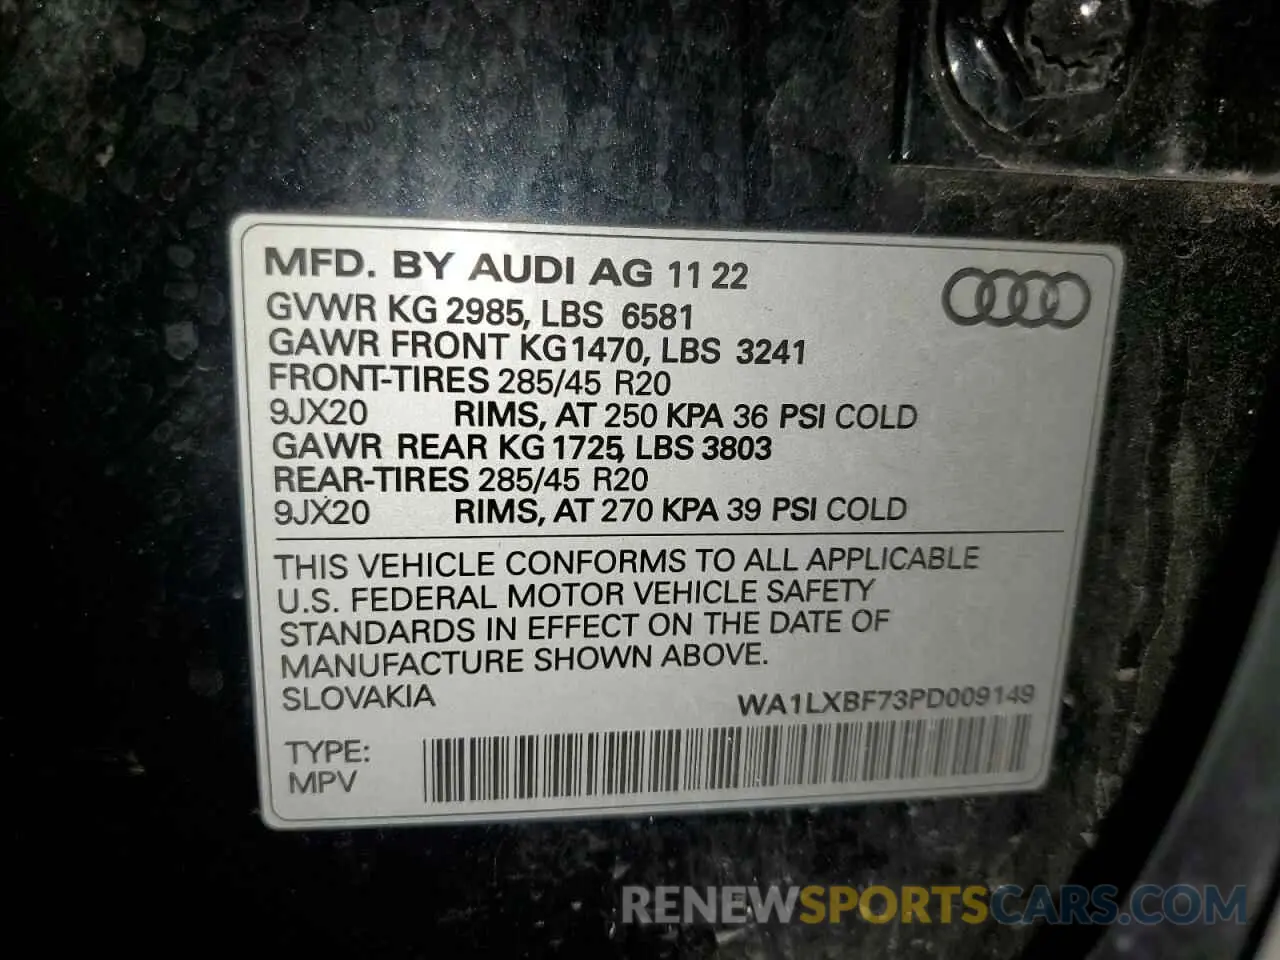 MFD. BY AUDI AG 11 22
GVWR KG 2985, LBS 6581
GAWR FRONT KG1470, LBS 3241
FRONT-TIRES 285/45 R20
9JX20 RIMS, AT 250 KPA 36 PSI COLD
GAWR REAR KG 1725, LBS 3803
REAR-TIRES 285/45 R20
9JX20 RIMS, AT 270 KPA 39 PSI COLD
THIS VEHICLE CONFORMS TO ALL APPLICABLE
U.S. FEDERAL MOTOR VEHICLE SAFETY
STANDARDS IN EFFECT ON THE DATE OF
MANUFACTURE SHOWN ABOVE.
SLOVAKIA WA1LXBF73PD009149
TYPE:
MPV
RENEWSPORTSCARS.COM